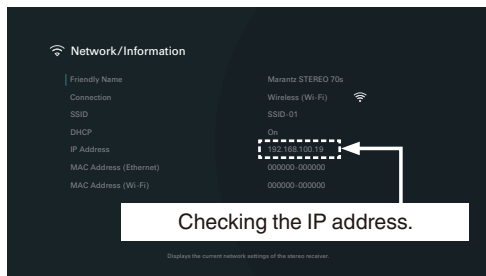 Network/Information
Friendly Name Marantz STEREO 70s
Connection Wireless (Wi-Fi)
SSID SSID-01
DHCP On
IP Address 192.168.100.19
MAC Address (Ethernet) 000000-000000
MAC Address (Wi-Fi) 000000-000000
Checking the IP address.
Displays the current network settings of the stereo receiver.